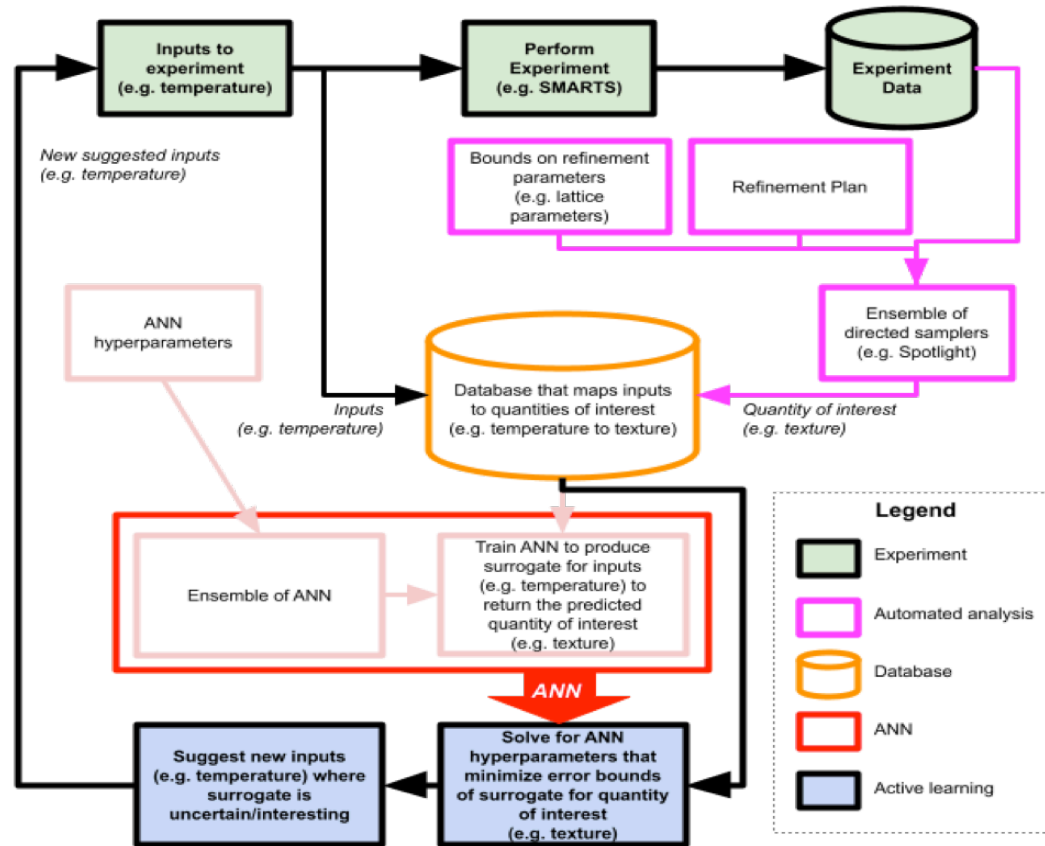 Inputs to
experiment
(e.g. temperature)
Perform
Experiment
(e.g. SMARTS)
Experiment
Data
New suggested inputs
(e.g. temperature)
Bounds on refinement
parameters
(e.g. lattice
parameters)
Refinement Plan
ANN
hyperparameters
Ensemble of
directed samplers
(e.g. Spotlight)
Database that maps inputs
to quantities of interest
(e.g. temperature to texture)
Inputs
(e.g. temperature)
Quantity of interest
(e.g. texture)
Ensemble of ANN
Train ANN to produce
surrogate for inputs
(e.g. temperature) to
return the predicted
quantity of interest
(e.g. texture)
ANN
Suggest new inputs
(e.g. temperature) where
surrogate is
uncertain/interesting
Solve for ANN
hyperparameters that
minimize error bounds
of surrogate for quantity
of interest
(e.g. texture)
Legend
Experiment
Automated analysis
Database
ANN
Active learning